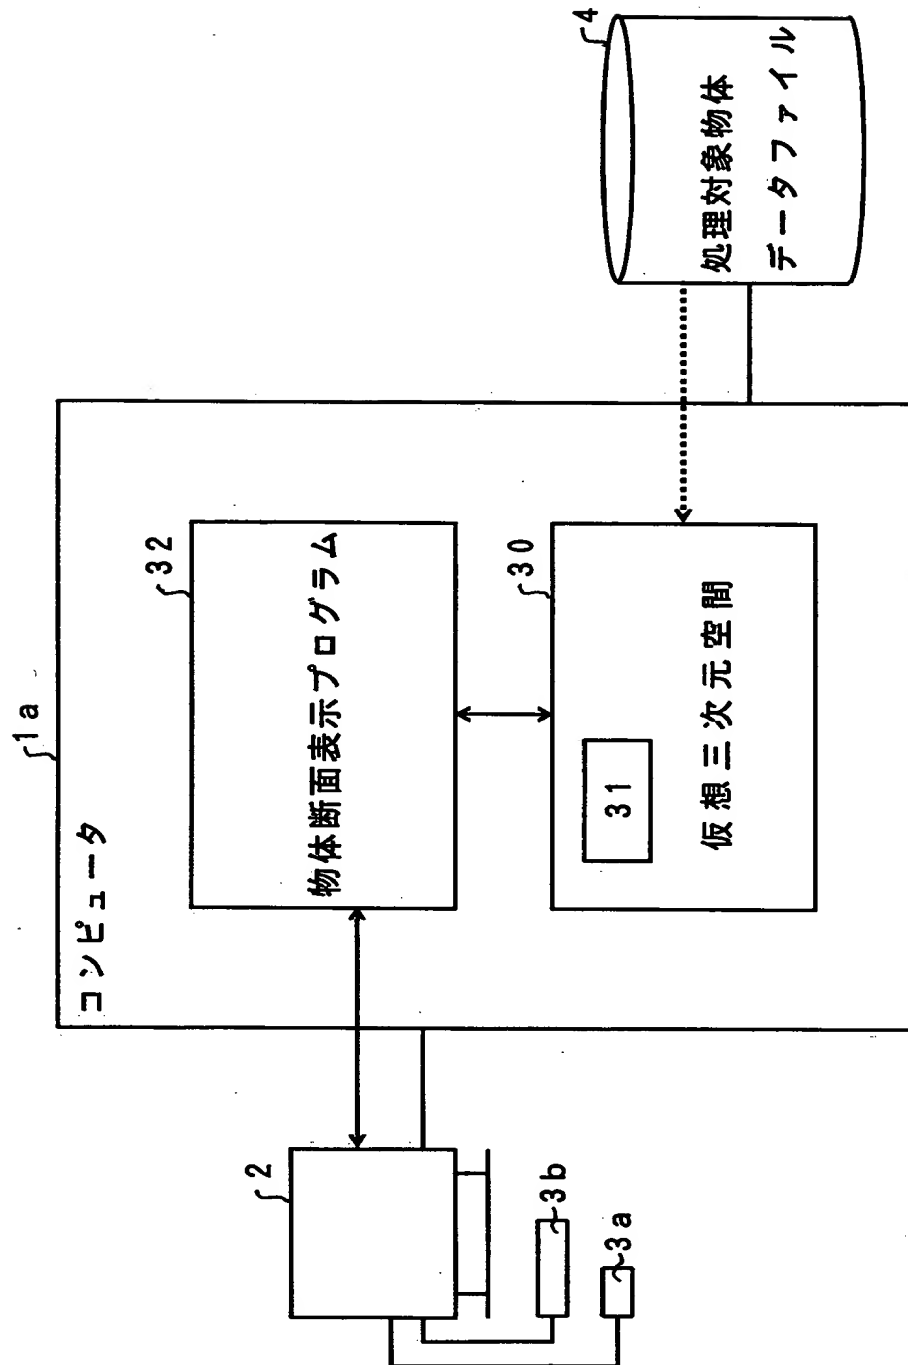 1a
コンピュータ
2
32
物体断面表示プログラム
4
処理対象物体
データファイル
3b
3a
30
31
仮想三次元空間